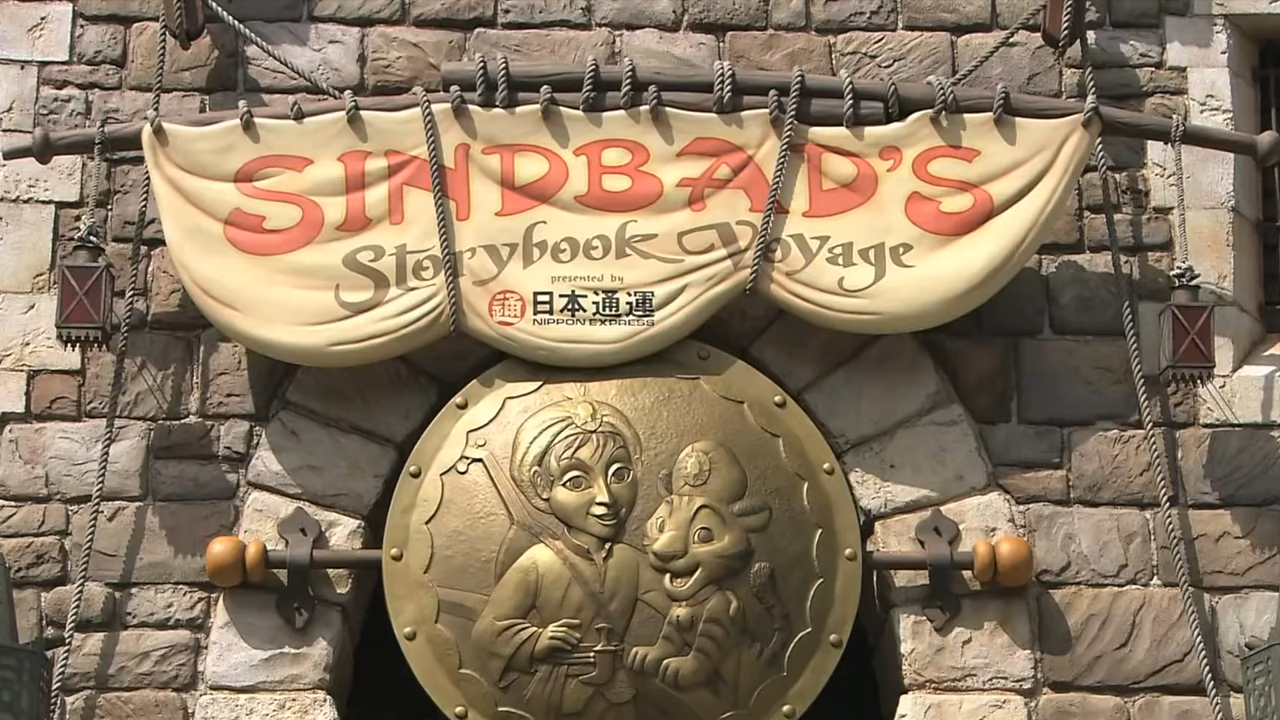 SINDBAD'S
Storybook Voyage
presented by
通 日本通運
NIPPON EXPRESS